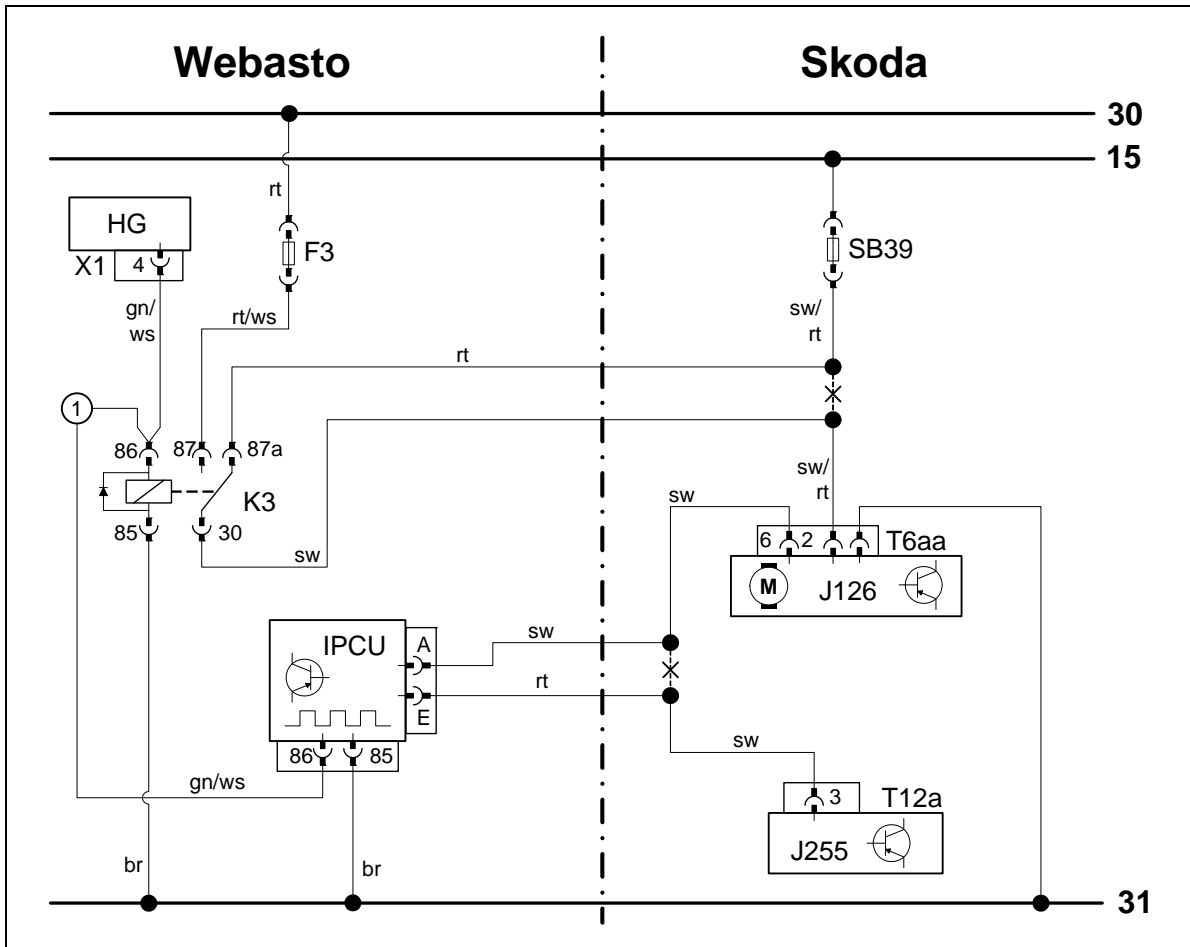 Webasto
Skoda
30
15
rt
HG
X1
4
F3
SB39
gn/
ws
rt/ws
sw/
rt
rt
1
86
87
87a
K3
85
30
sw
sw/
rt
sw
6
2
T6aa
M
J126
IPCU
A
E
sw
rt
86
85
gn/ws
sw
3
T12a
J255
br
br
31